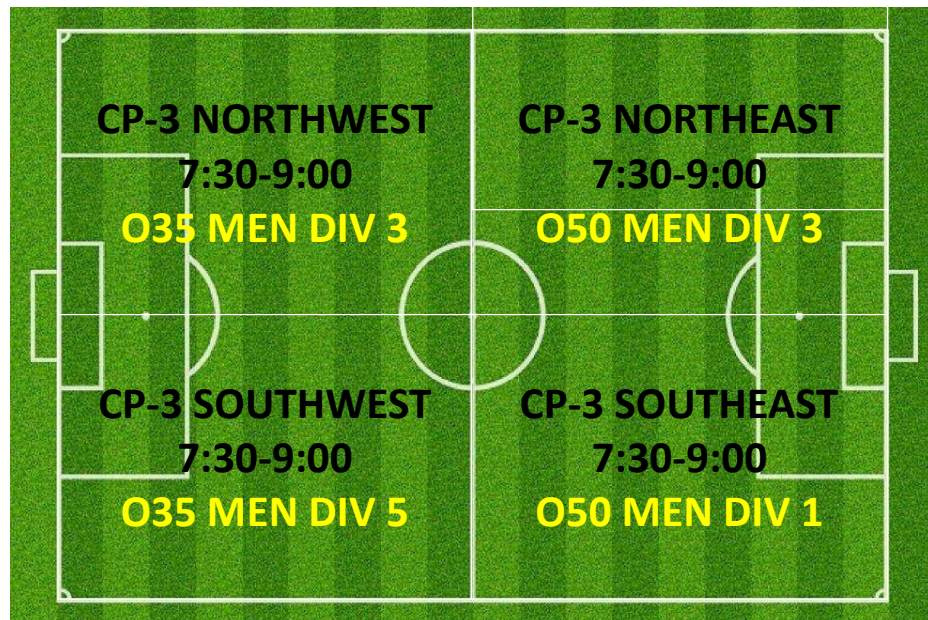 CP-3 NORTHWEST
7:30-9:00
O35 MEN DIV 3
CP-3 NORTHEAST
7:30-9:00
O50 MEN DIV 3
CP-3 SOUTHWEST
7:30-9:00
O35 MEN DIV 5
CP-3 SOUTHEAST
7:30-9:00
O50 MEN DIV 1